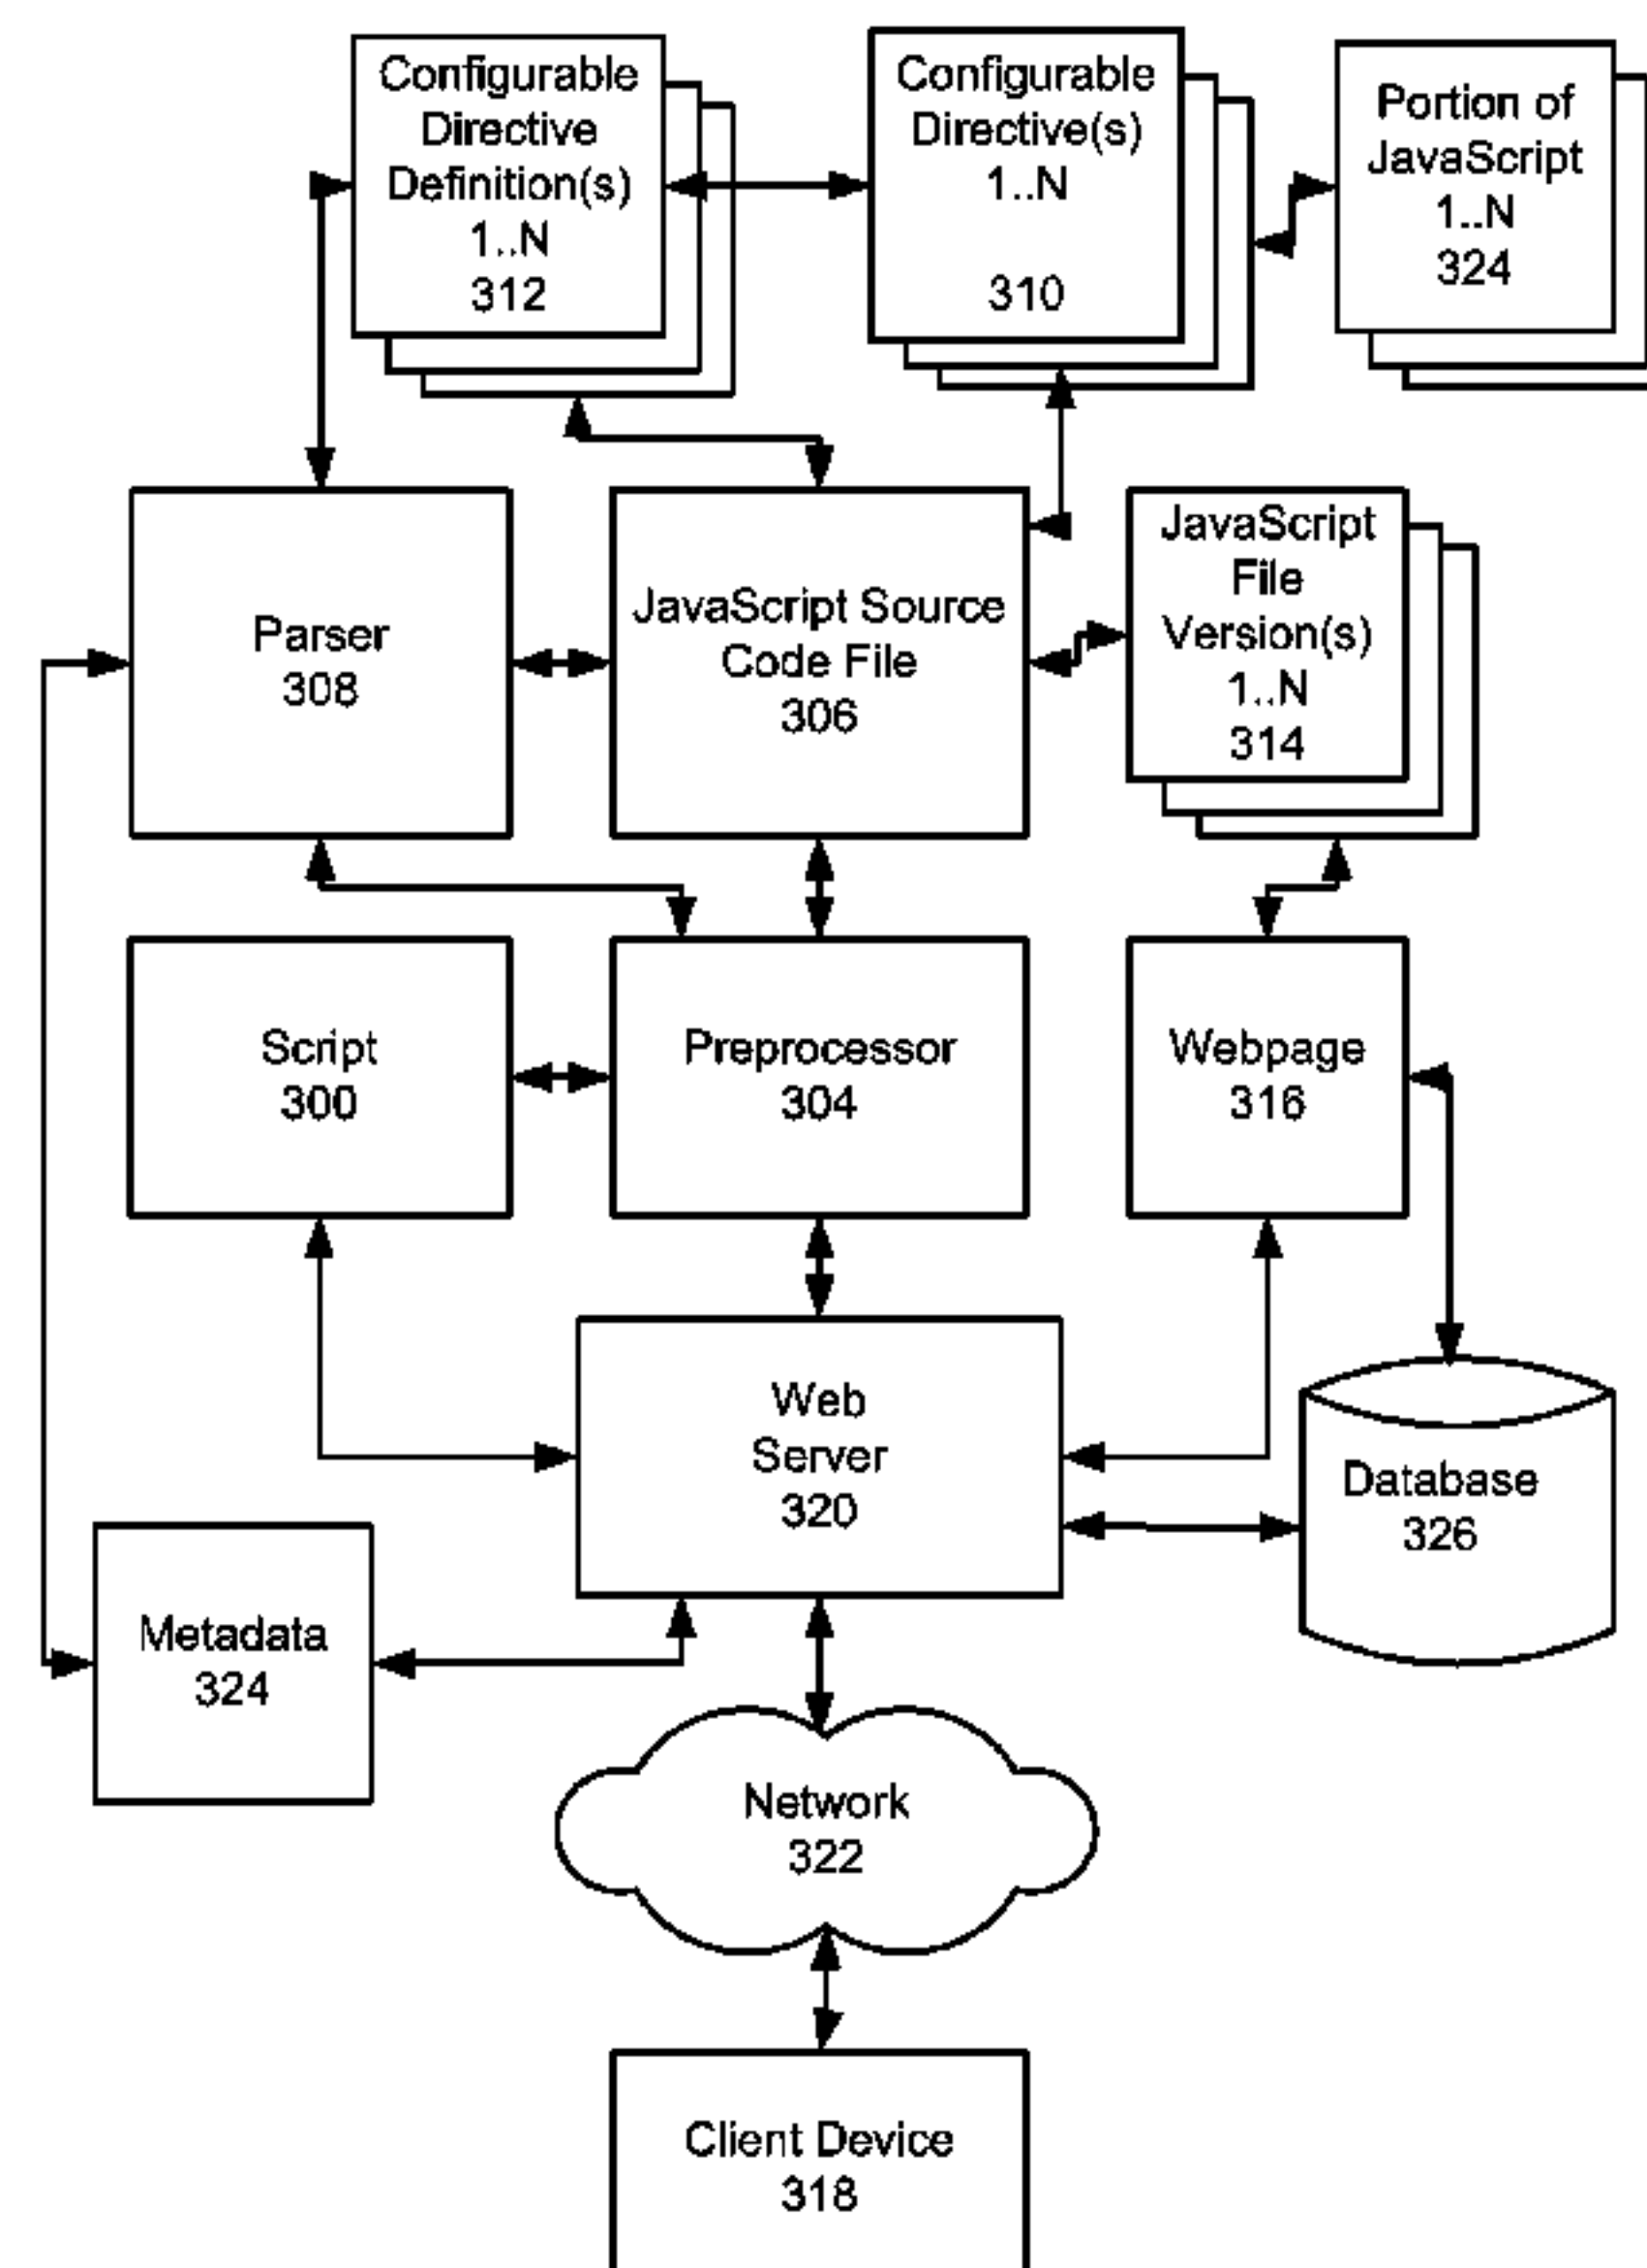 Configurable
Directive
Definition(s)
1..N
312
Configurable
Directive(s)
1..N
310
Portion of
JavaScript
1..N
324
Parser
308
JavaScript Source
Code File
306
JavaScript
File
Version(s)
1..N
314
Script
300
Preprocessor
304
Webpage
316
Web
Server
320
Database
326
Metadata
324
Network
322
Client Device
318